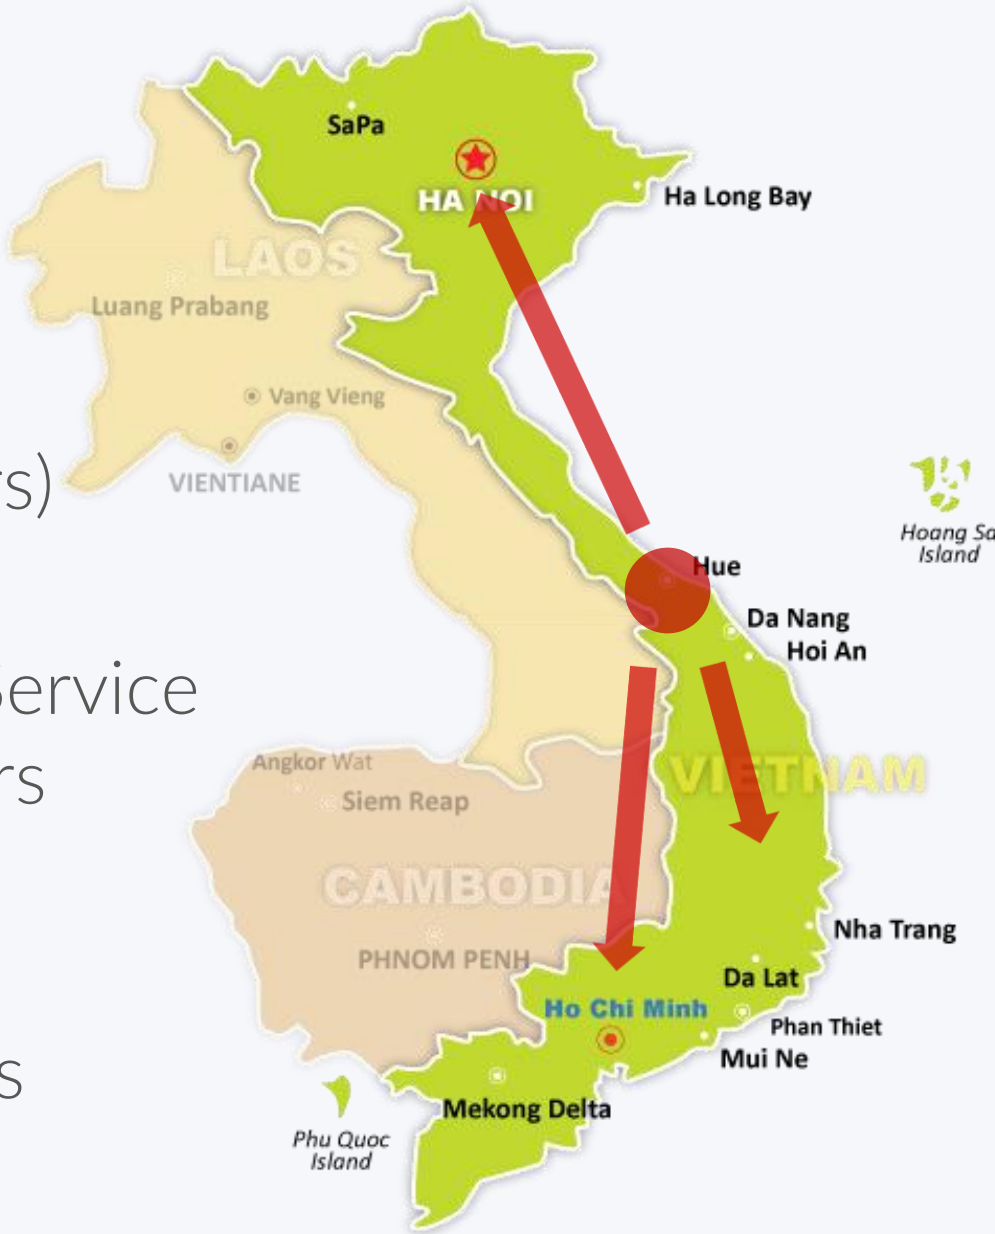 SaPa
HA NOI
Ha Long Bay
LAOS
Luang Prabang
Vang Vieng
VIENTIANE
rs)
Hoang Sa
Island
Hue
Da Nang
Hoi An
Service
rs
VIETNAM
Angkor Wat
Siem Reap
CAMBODIA
PHNOM PENH
Nha Trang
Da Lat
Ho Chi Minh
Phan Thiet
Mui Ne
s
Mekong Delta
Phu Quoc
Island